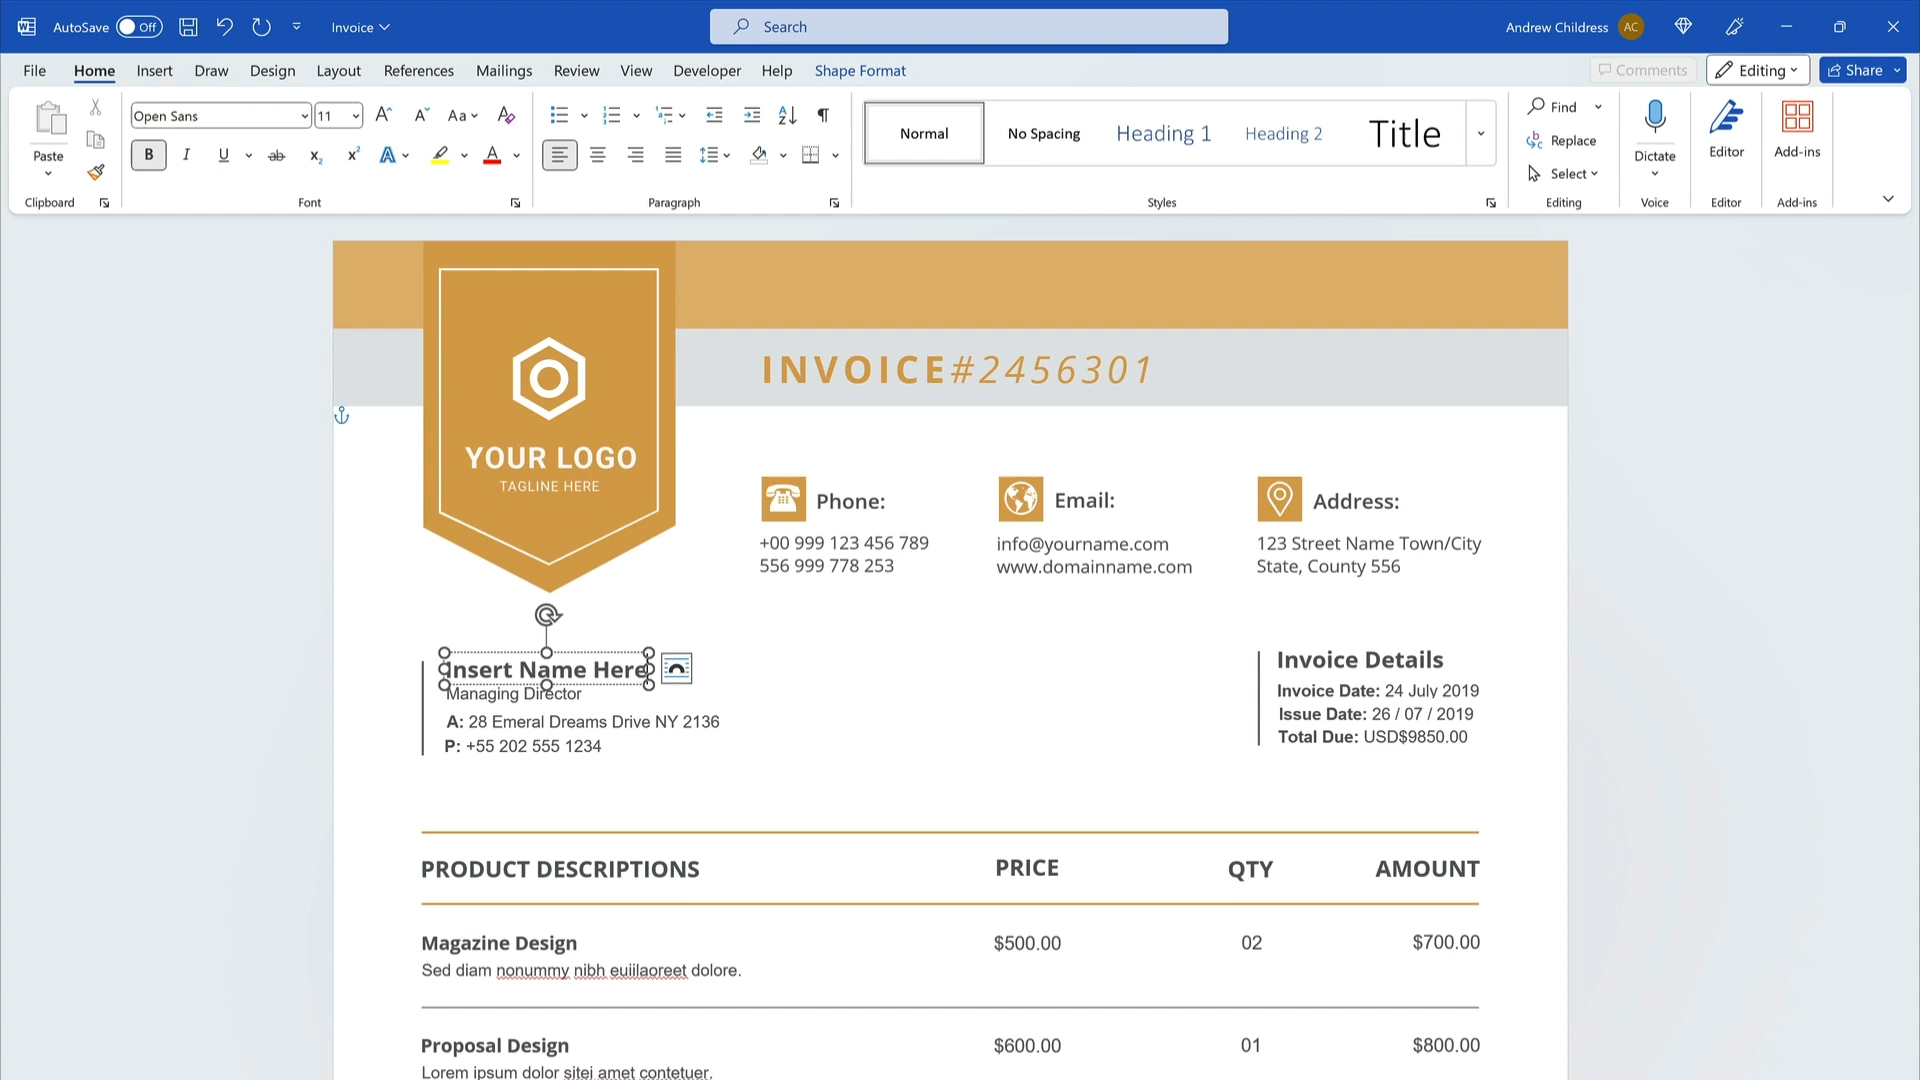 AutoSave Off Invoice Search Andrew Childress AC
File Home Insert Draw Design Layout References Mailings Review View Developer Help Shape Format Comments Editing Share
Open Sans 11 Aa
Paste
B I U ab x2 x2 A A
Normal No Spacing Heading 1 Heading 2 Title
Find
Replace
Select
Dictate
Editor
Add-ins
Clipboard Font Paragraph Styles Editing Voice Editor Add-ins
INVOICE#2456301
YOUR LOGO
TAGLINE HERE
Phone:
+00 999 123 456 789
556 999 778 253
Email:
info@yourname.com
www.domainname.com
Address:
123 Street Name Town/City
State, County 556
Insert Name Here
Managing Director
A: 28 Emeral Dreams Drive NY 2136
P: +55 202 555 1234
Invoice Details
Invoice Date: 24 July 2019
Issue Date: 26 / 07 / 2019
Total Due: USD$9850.00
PRODUCT DESCRIPTIONS PRICE QTY AMOUNT
Magazine Design $500.00 02 $700.00
Sed diam nonummy nibh euiilaoreet dolore.
Proposal Design $600.00 01 $800.00
Lorem ipsum dolor sitei amet contetuer.